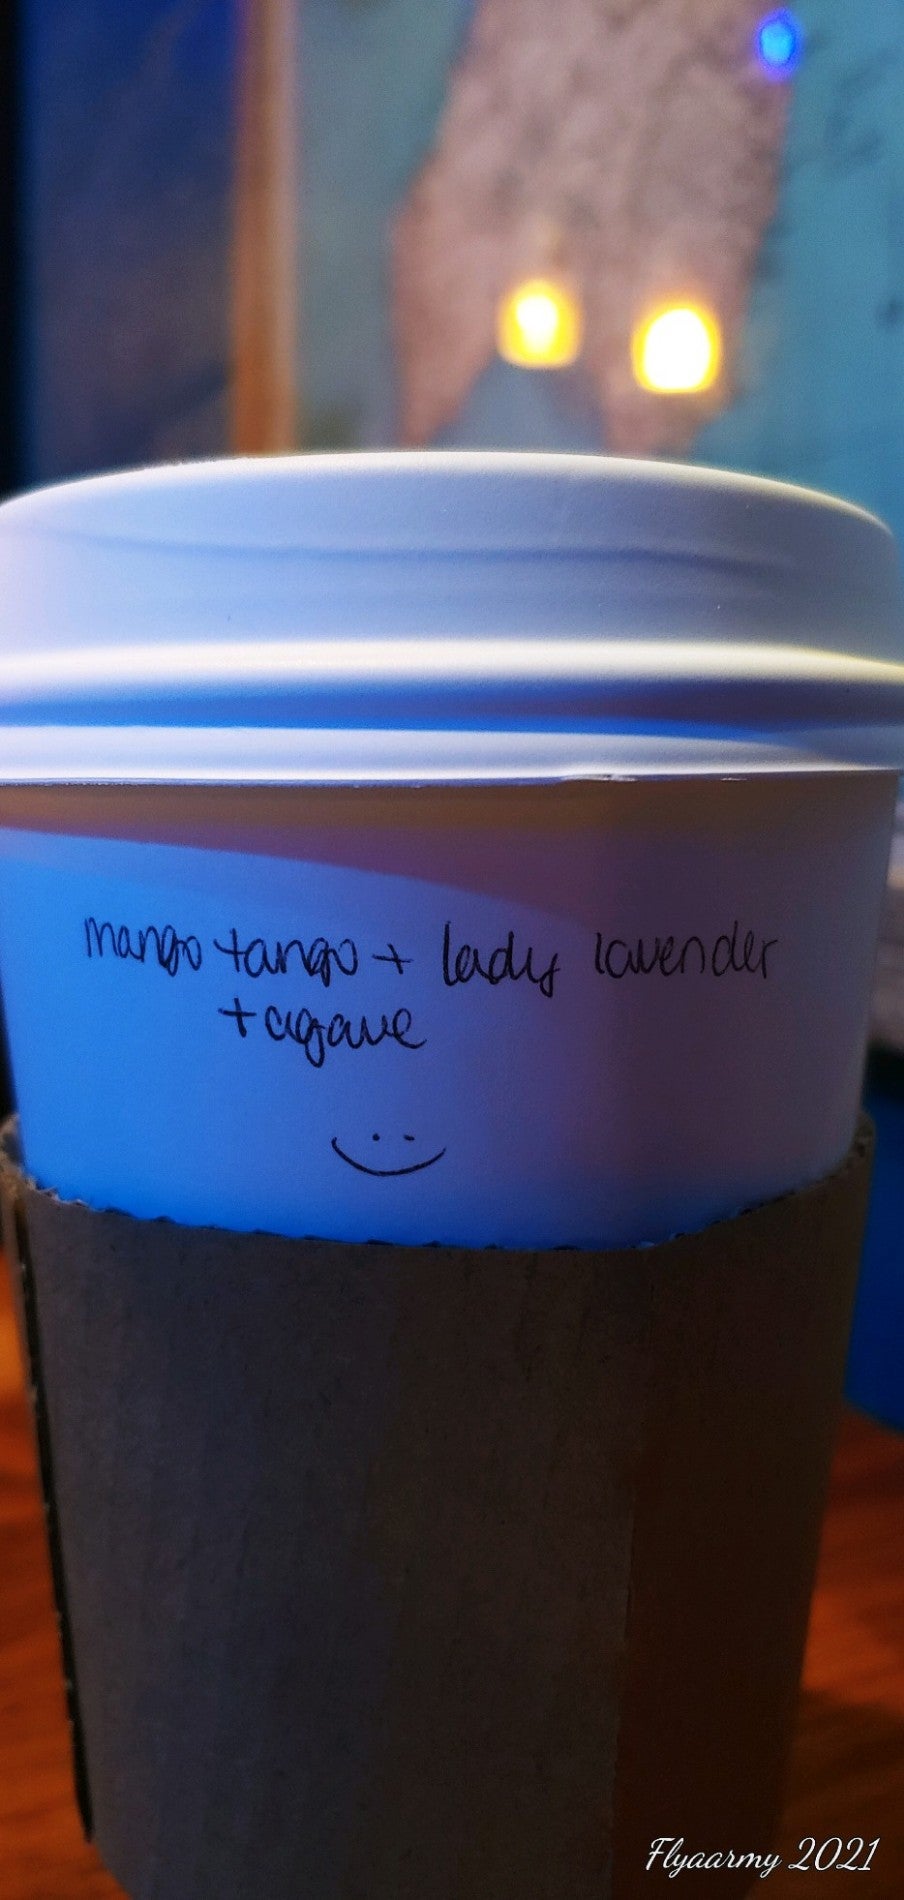 mango tango + lady lavender
+ agave
Flyaarmy 2021